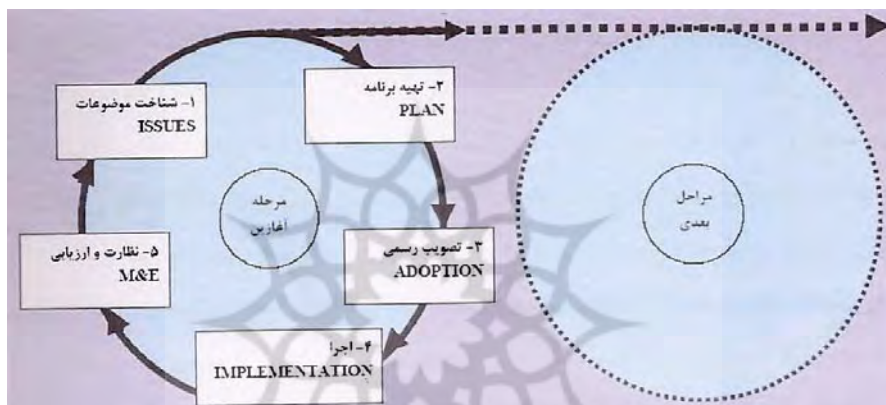 ۱- شناخت موضوعات
ISSUES
۲- تهیه برنامه
PLAN
۳- تصویب رسمی
ADOPTION
۴- اجرا
IMPLEMENTATION
۵- نظارت و ارزیابی
M&E
مرحله
آغازین
مراحل
بعدی